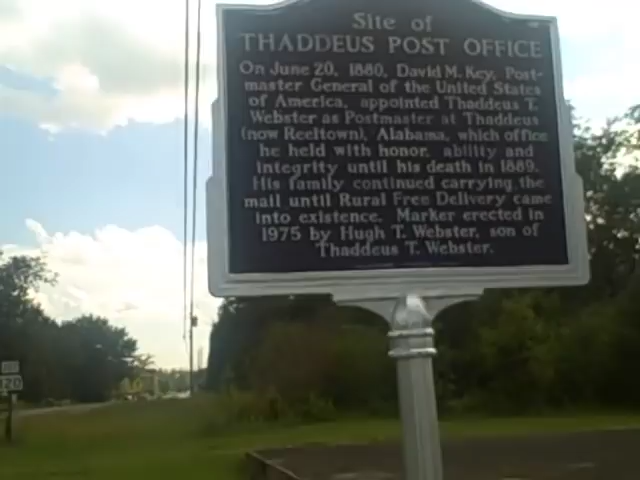 Site of
THADDEUS POST OFFICE
On June 20, 1880, David M. Key, Post-
master General of the United States
of America, appointed Thaddeus T.
Webster as Postmaster at Thaddeus
(now Reeltown), Alabama, which office
he held with honor, ability and
integrity until his death in 1889.
His family continued carrying the
mail until Rural Free Delivery came
into existence. Marker erected in
1975 by Hugh T. Webster, son of
Thaddeus T. Webster.
120